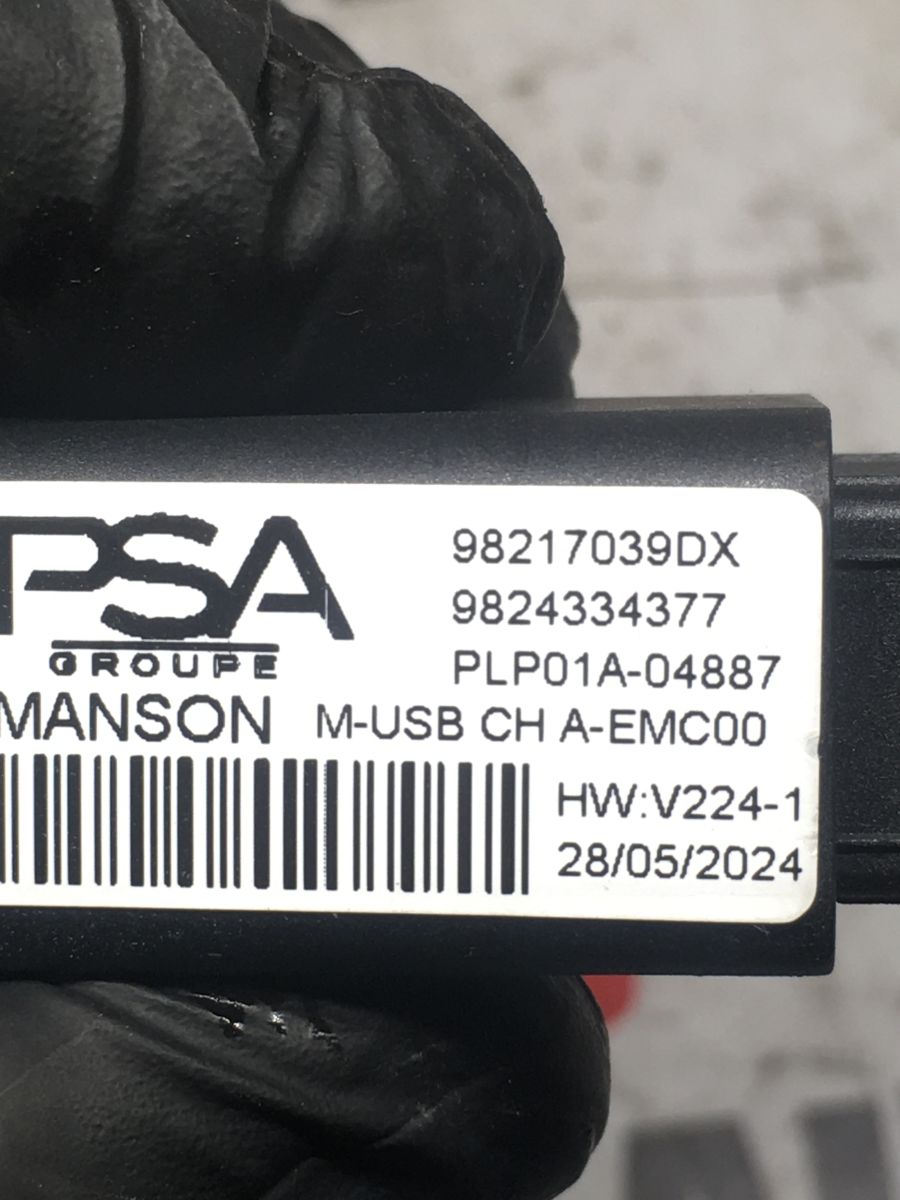 PSA
GROUPE
98217039DX
9824334377
PLP01A-04887
MANSON M-USB CH A-EMC00
HW:V224-1
28/05/2024